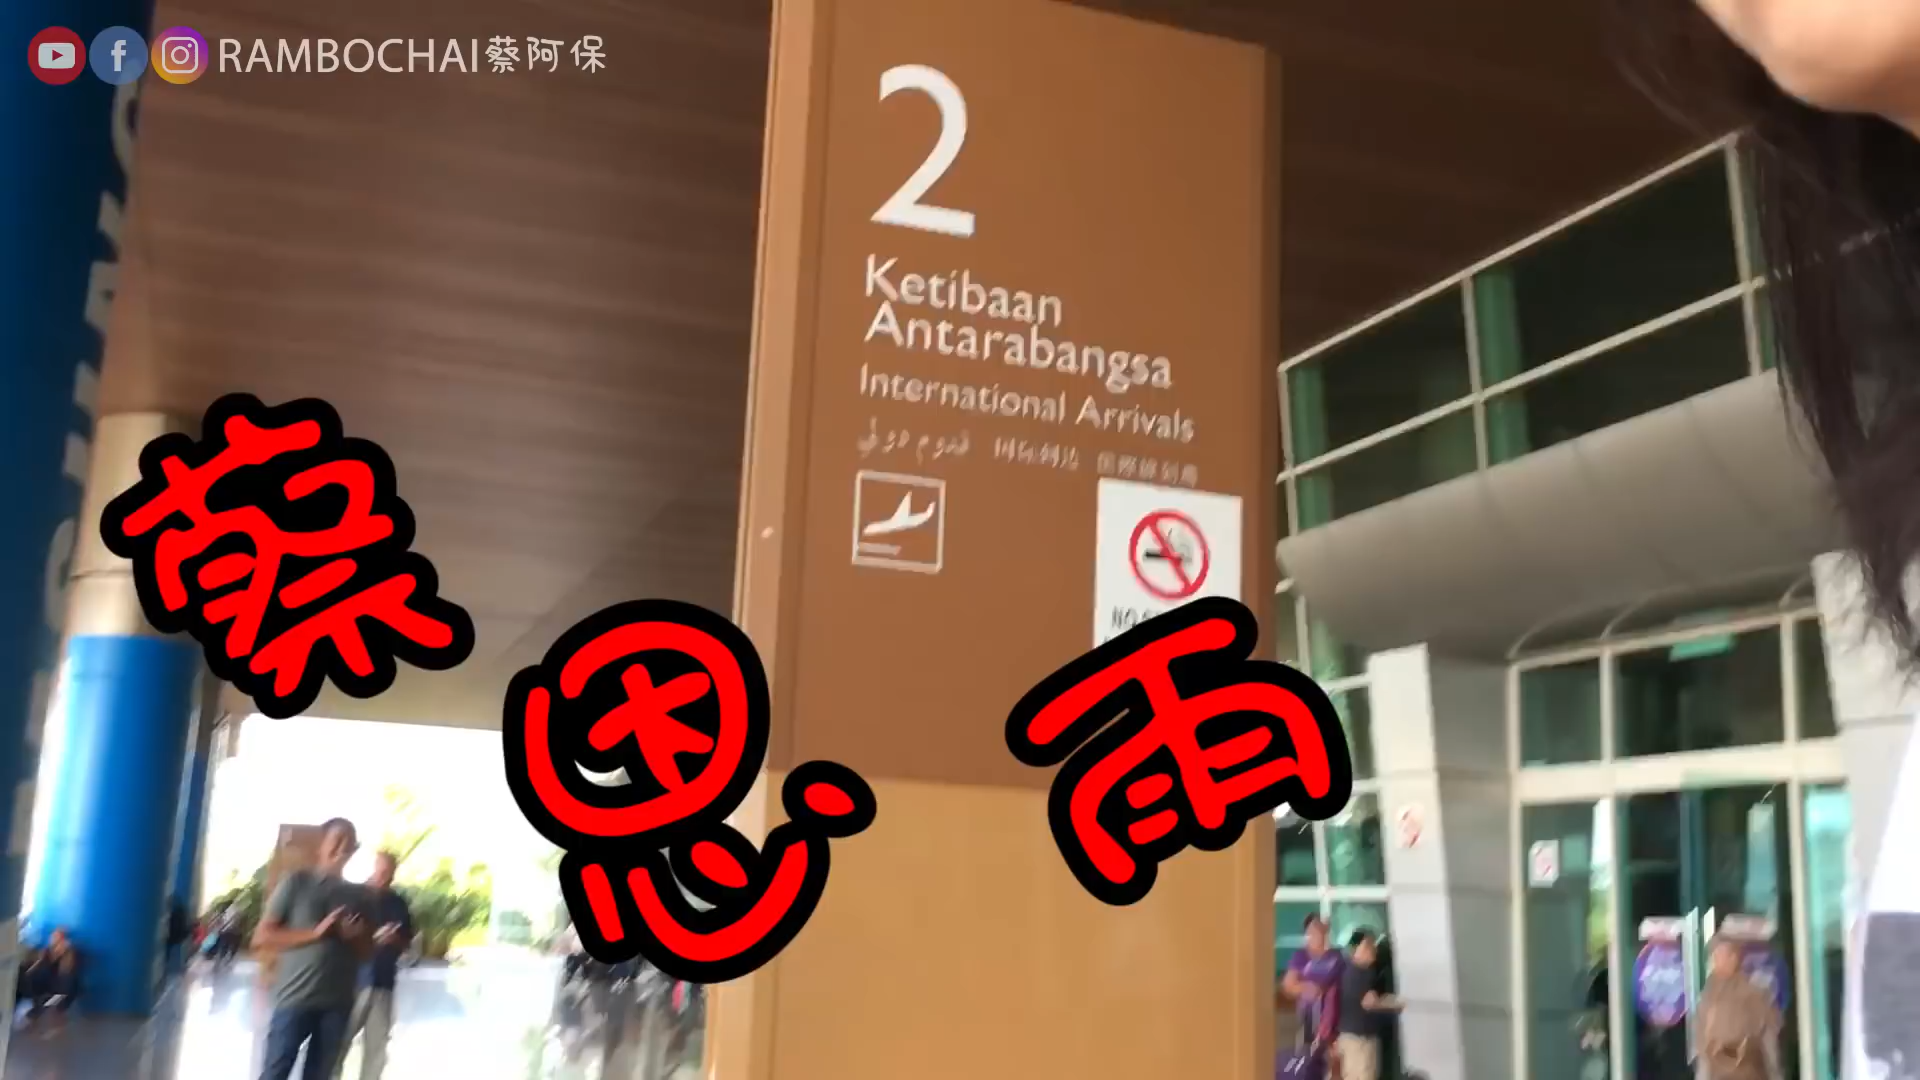 RAMBOCHAI蔡阿保
2
Ketibaan
Antarabangsa
International Arrivals
蔡恩雨